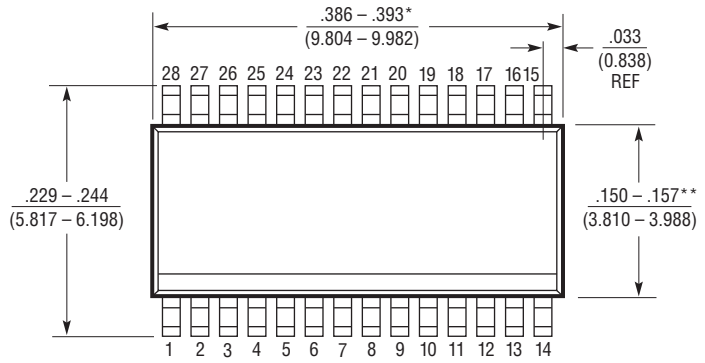 .386 – .393*
(9.804 – 9.982)
.033
(0.838)
REF
28 27 26 25 24 23 22 21 20 19 18 17 16 15
.229 – .244
(5.817 – 6.198)
.150 – .157**
(3.810 – 3.988)
1 2 3 4 5 6 7 8 9 10 11 12 13 14